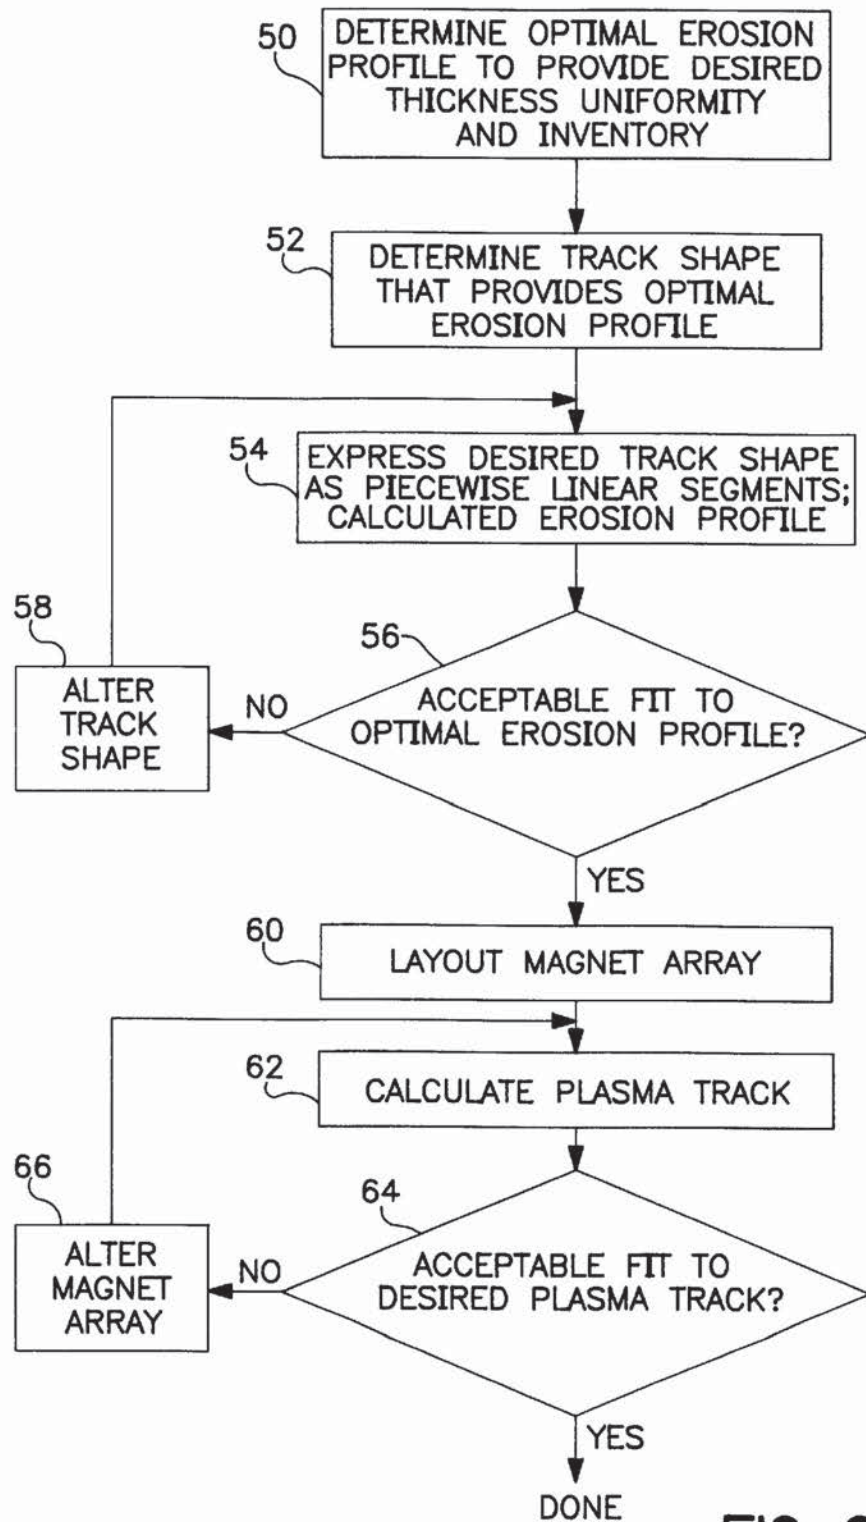 50
DETERMINE OPTIMAL EROSION
PROFILE TO PROVIDE DESIRED
THICKNESS UNIFORMITY
AND INVENTORY
52
DETERMINE TRACK SHAPE
THAT PROVIDES OPTIMAL
EROSION PROFILE
54
EXPRESS DESIRED TRACK SHAPE
AS PIECEWISE LINEAR SEGMENTS;
CALCULATED EROSION PROFILE
56
ACCEPTABLE FIT TO
OPTIMAL EROSION PROFILE?
NO
58
ALTER
TRACK
SHAPE
YES
60
LAYOUT MAGNET ARRAY
62
CALCULATE PLASMA TRACK
64
ACCEPTABLE FIT TO
DESIRED PLASMA TRACK?
NO
66
ALTER
MAGNET
ARRAY
YES
DONE
FIG.